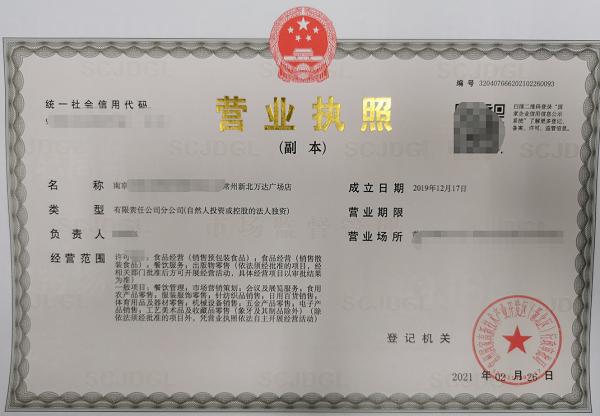 编号 320407666202102260093
统一社会信用代码
营业执照
(副 本)
扫描二维码登录“国
家企业信用信息公示
系统”了解更多登记、
备案、许可、监管信息。
名称 南京 常州新北万达广场店
类型 有限责任公司分公司(自然人投资或控股的法人独资)
负责人
经营范围 许可 食品经营(销售预包装食品);食品经营(销售散
装食品);餐饮服务;出版物零售(依法须经批准的项目,经
相关部门批准后方可开展经营活动,具体经营项目以审批结果
为准)
一般项目:餐饮管理;市场营销策划;会议及展览服务;食用
农产品零售;服装服饰零售;针纺织品销售;日用百货销售;
体育用品及器材零售;机械设备销售;五金产品零售;电子产
品销售;工艺美术品及收藏品零售(象牙及其制品除外)(除
依法须经批准的项目外,凭营业执照依法自主开展经营活动)
成立日期 2019年12月17日
营业期限
营业场所
登记机关
2021 年 02 月 26 日
SCJDGL